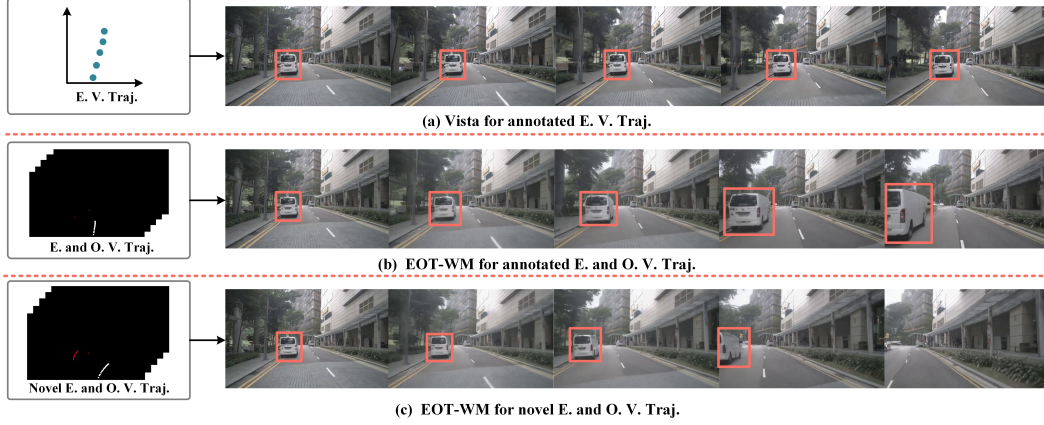 E. V. Traj.
(a) Vista for annotated E. V. Traj.
E. and O. V. Traj.
(b) EOT-WM for annotated E. and O. V. Traj.
Novel E. and O. V. Traj.
(c) EOT-WM for novel E. and O. V. Traj.